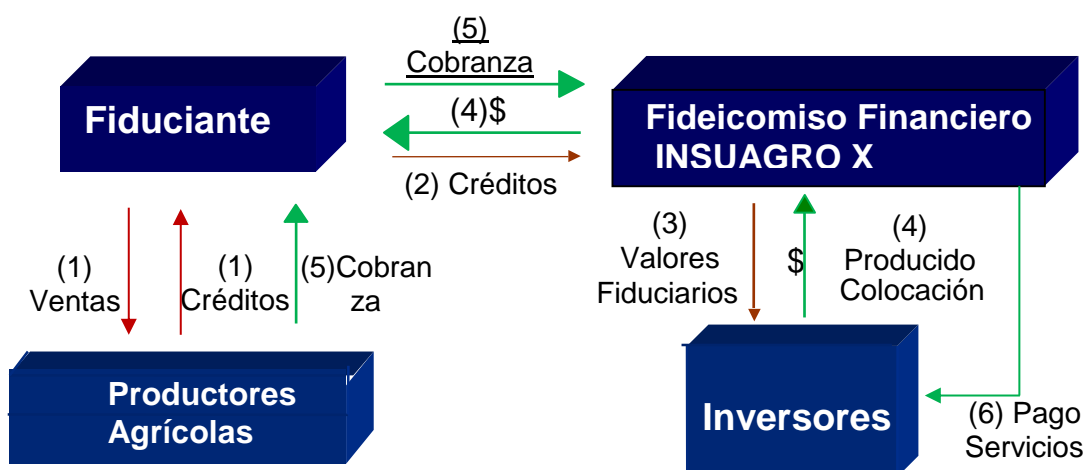 (5)
Cobranza
Fiduciante
(4)$
Fideicomiso Financiero
INSUAGRO X
(2) Créditos
(1)
Ventas
(1)
Créditos
(5)Cobran
za
(3)
Valores
Fiduciarios
$
(4)
Producido
Colocación
Productores
Agrícolas
Inversores
(6) Pago
Servicios